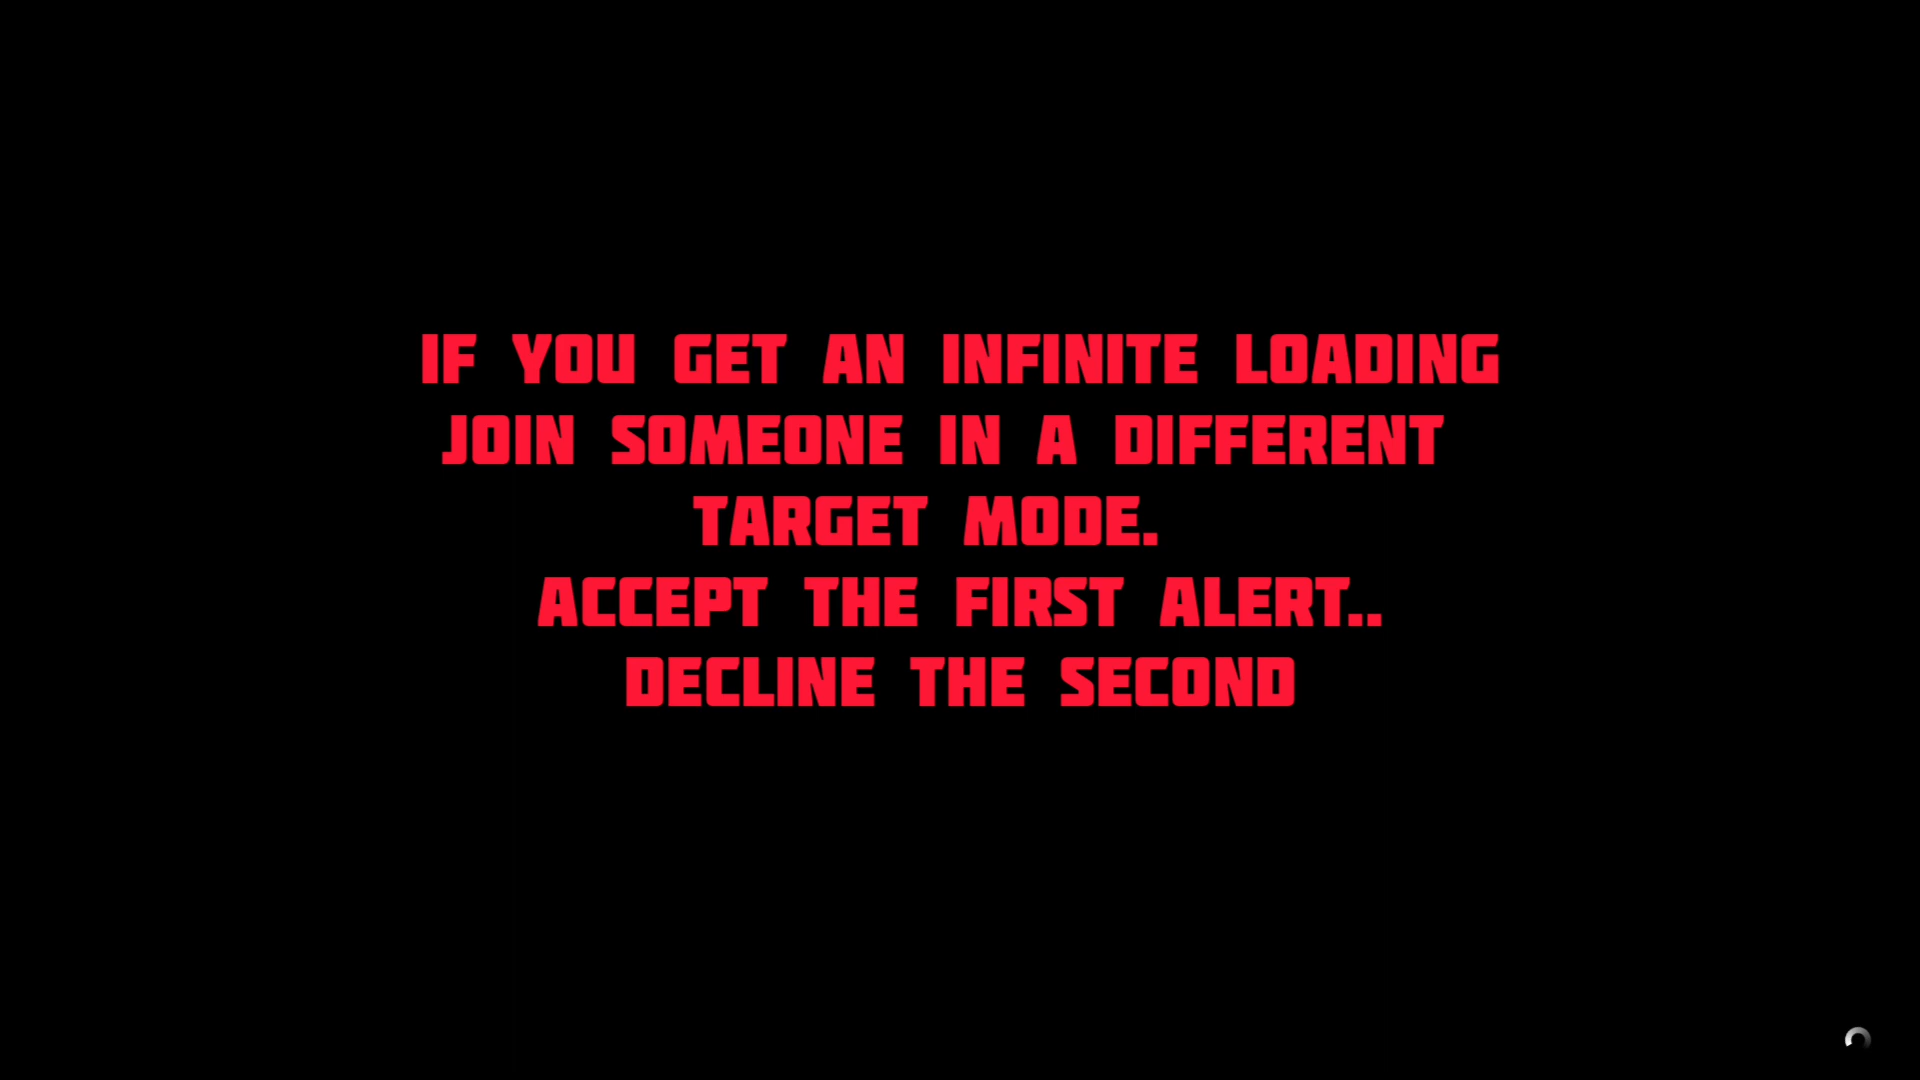 IF YOU GET AN INFINITE LOADING
JOIN SOMEONE IN A DIFFERENT
TARGET MODE.
ACCEPT THE FIRST ALERT..
DECLINE THE SECOND